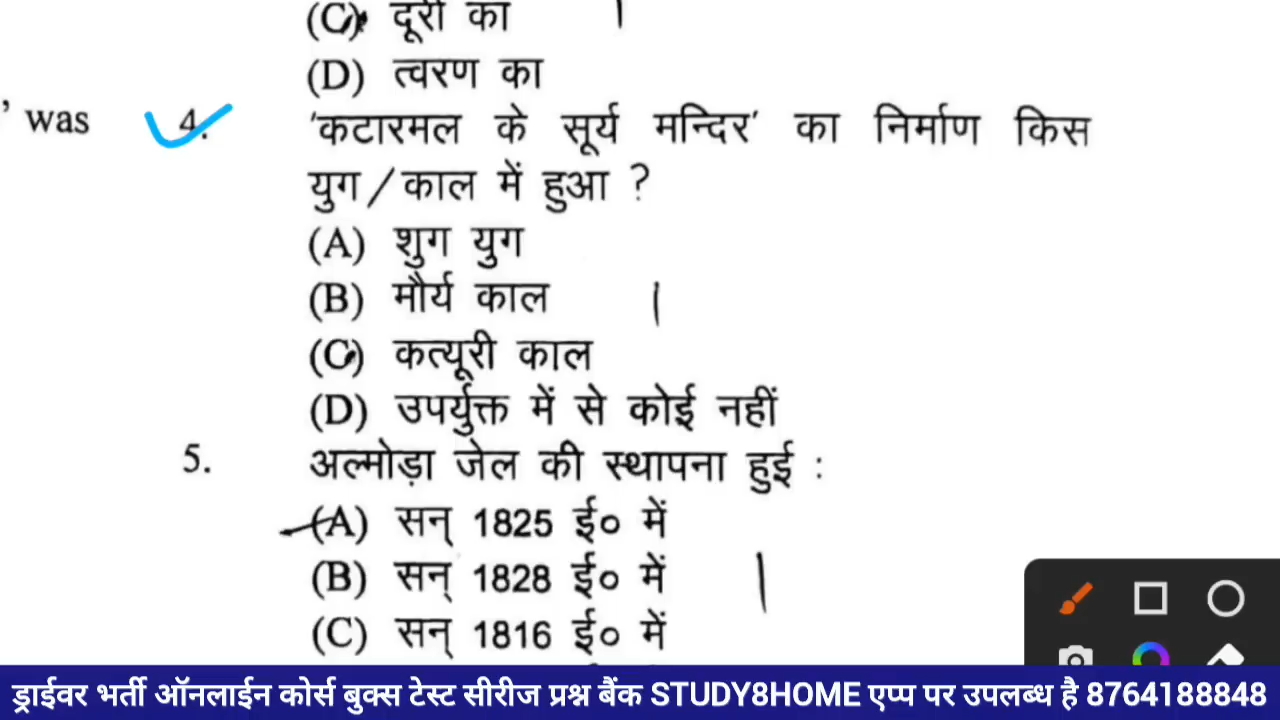 (C) दूरी का
(D) त्वरण का
’ was
4. 'कटारमल के सूर्य मन्दिर' का निर्माण किस
युग/काल में हुआ ?
(A) शुग युग
(B) मौर्य काल
(C) कत्यूरी काल
(D) उपर्युक्त में से कोई नहीं
5. अल्मोड़ा जेल की स्थापना हुई :
(A) सन् 1825 ई० में
(B) सन् 1828 ई० में
(C) सन् 1816 ई० में
ड्राईवर भर्ती ऑनलाईन कोर्स बुक्स टेस्ट सीरीज प्रश्न बैंक STUDY8HOME एप्प पर उपलब्ध है 8764188848